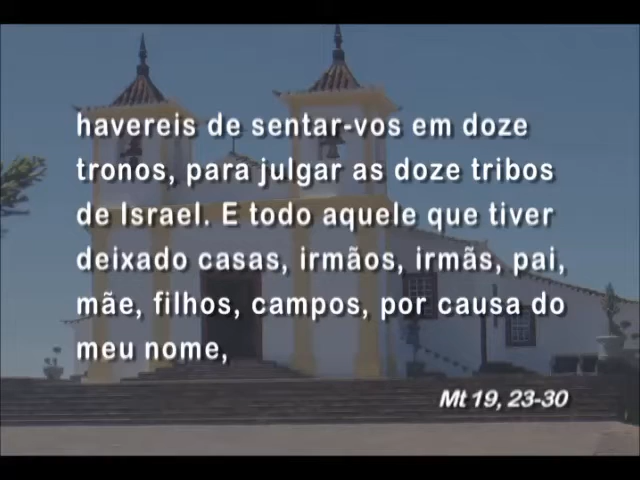 havereis de sentar-vos em doze
tronos, para julgar as doze tribos
de Israel. E todo aquele que tiver
deixado casas, irmãos, irmãs, pai,
mãe, filhos, campos, por causa do
meu nome,
Mt 19, 23-30